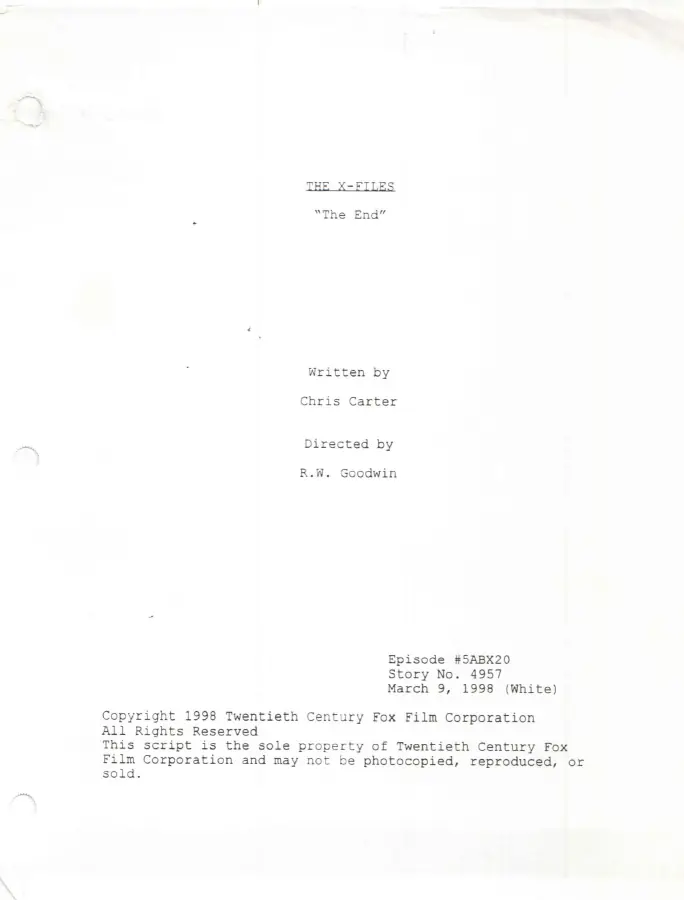 THE X-FILES
"The End"
Written by
Chris Carter
Directed by
R.W. Goodwin
Episode #5ABX20
Story No. 4957
March 9, 1998 (White)
Copyright 1998 Twentieth Century Fox Film Corporation
All Rights Reserved
This script is the sole property of Twentieth Century Fox
Film Corporation and may not be photocopied, reproduced, or
sold.